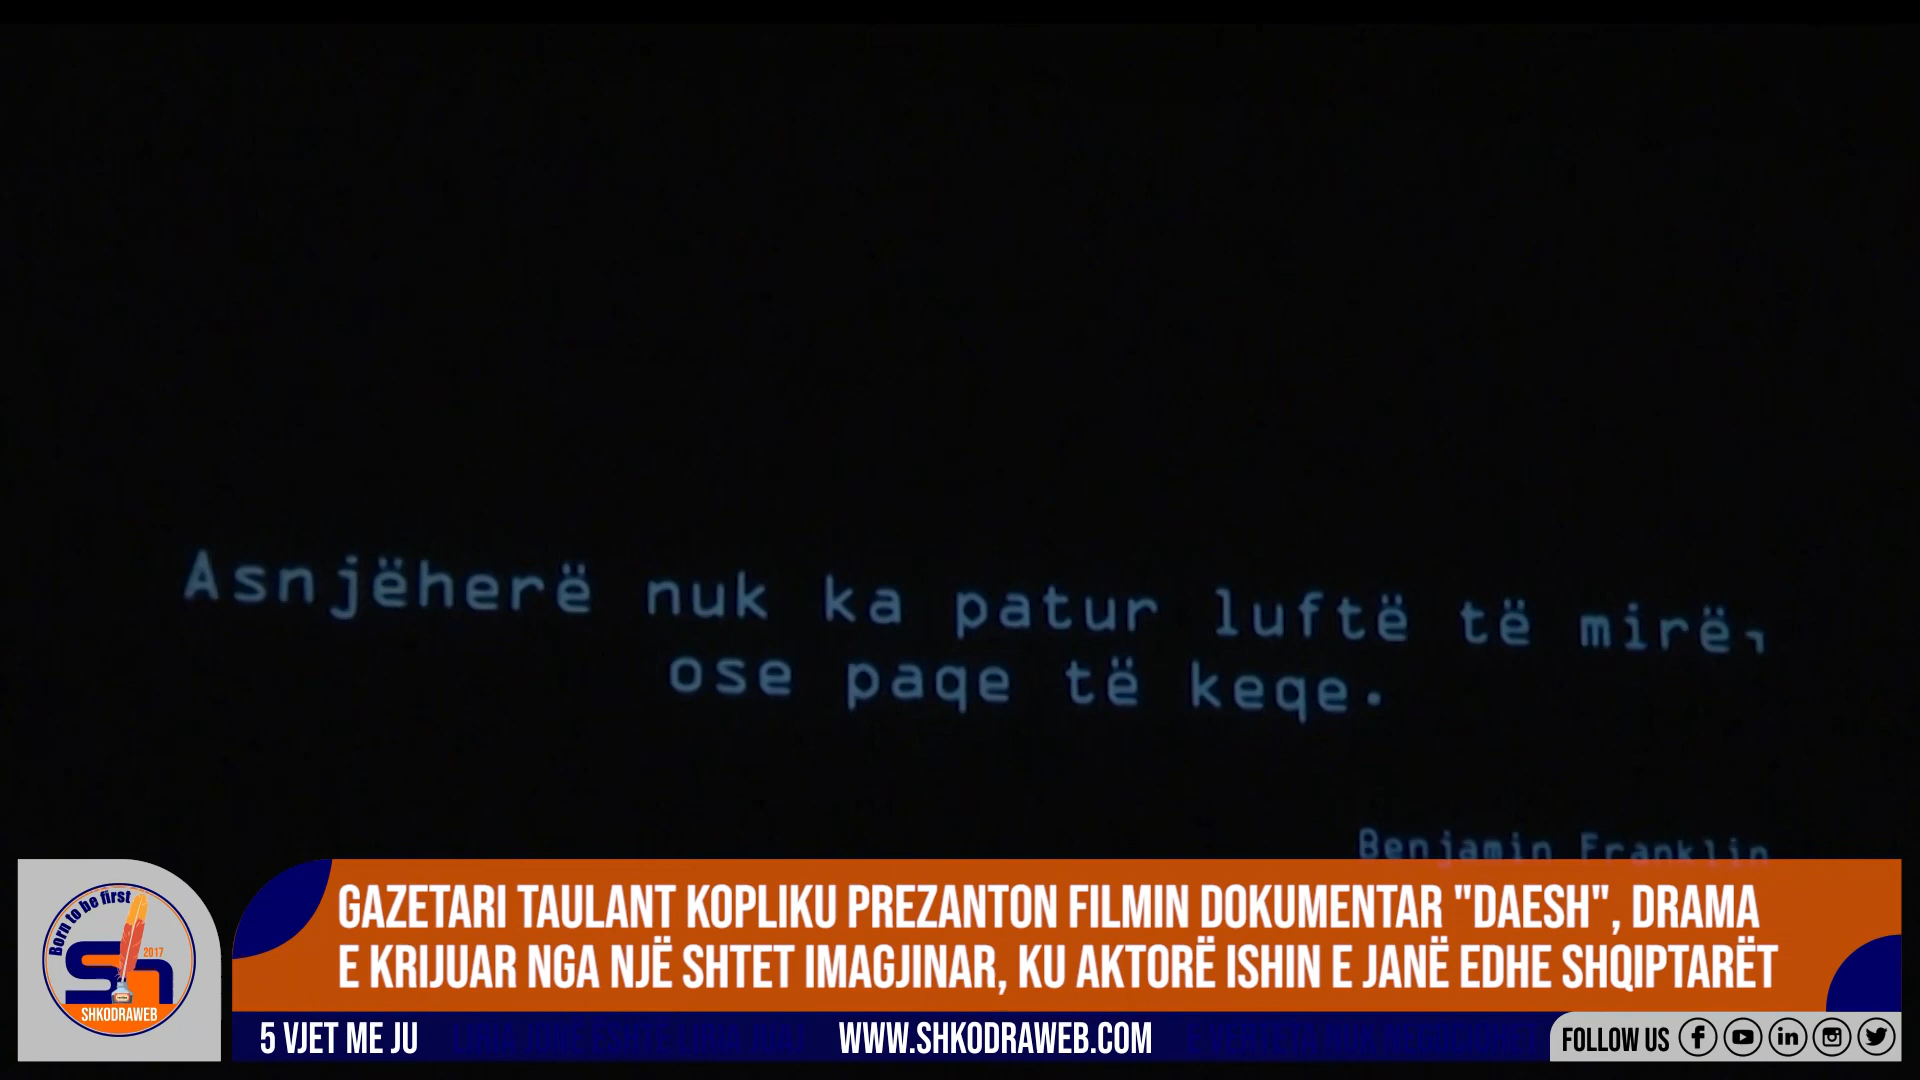 Asnjëherë nuk ka patur luftë të mirë,
ose paqe të keqe.
Benjamin Franklin
GAZETARI TAULANT KOPLIKU PREZANTON FILMIN DOKUMENTAR "DAESH", DRAMA
E KRIJUAR NGA NJË SHTET IMAGJINAR, KU AKTORË ISHIN E JANË EDHE SHQIPTARËT
Born to be first
2017
sh
SHKODRAWEB
5 VJET ME JU
WWW.SHKODRAWEB.COM
FOLLOW US